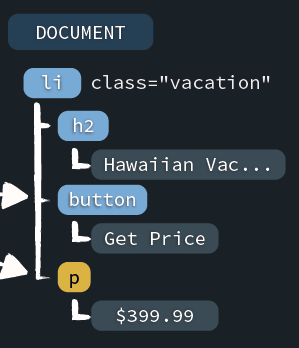 DOCUMENT
li class="vacation"
h2
Hawaiian Vac...
button
Get Price
p
$399.99